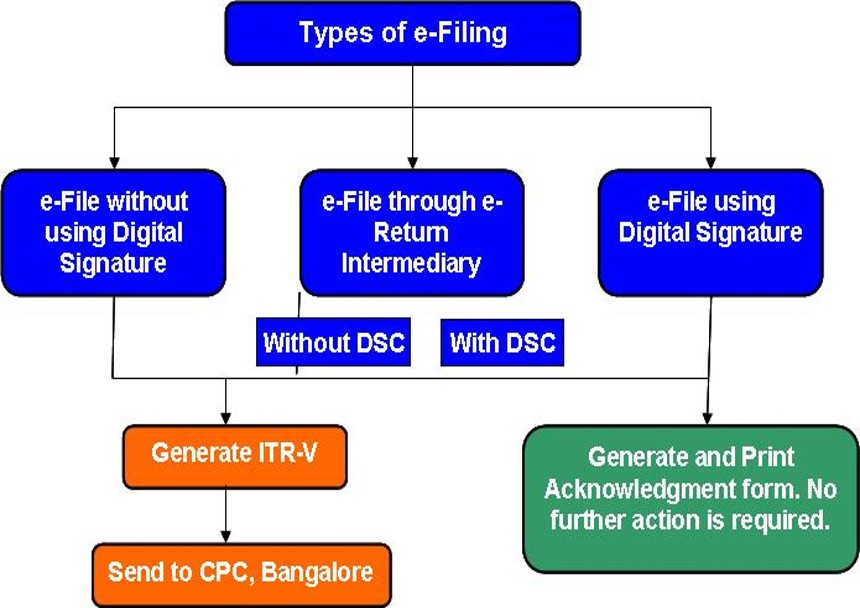 Types of e-Filing
e-File without
using Digital
Signature
e-File through e-
Return
Intermediary
e-File using
Digital Signature
Without DSC
With DSC
Generate ITR-V
Send to CPC, Bangalore
Generate and Print
Acknowledgment form. No
further action is required.